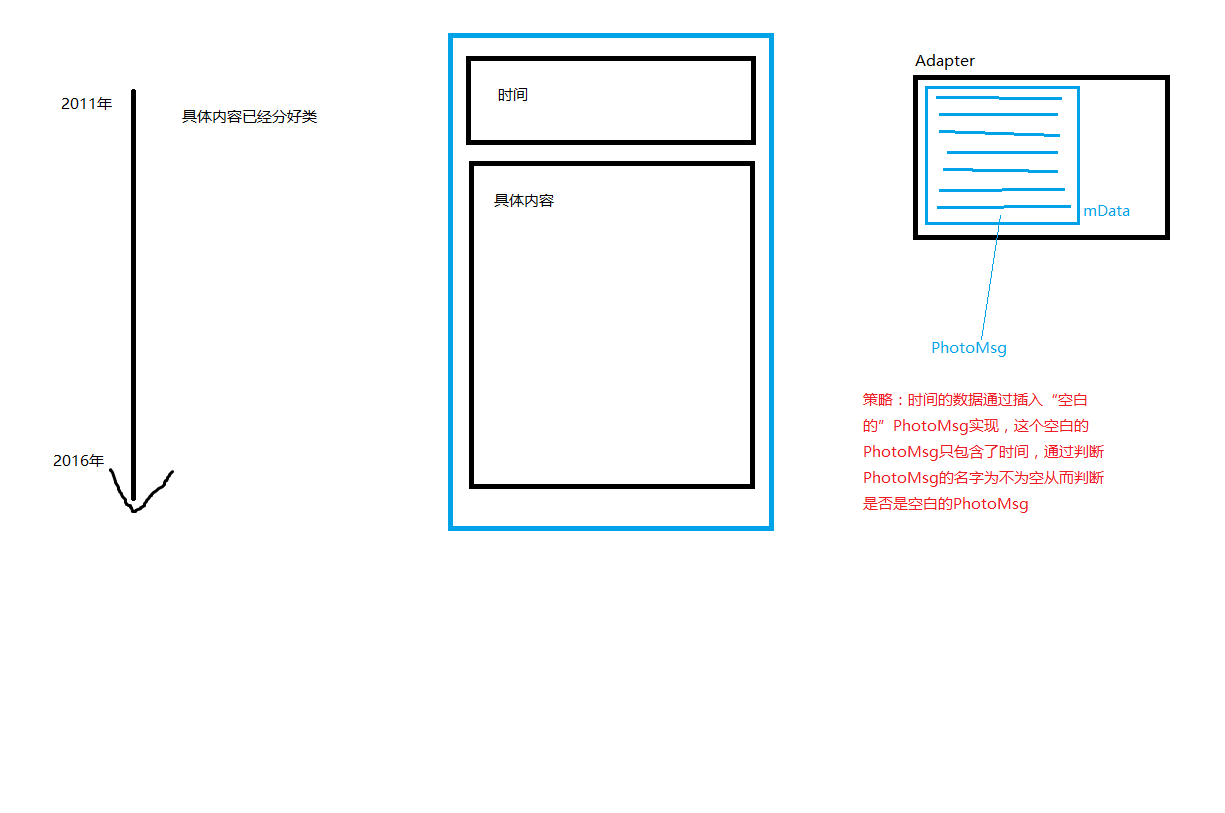 2011年
具体内容已经分好类
2016年
时间
具体内容
Adapter
mData
PhotoMsg
策略：时间的数据通过插入“空白
的”PhotoMsg实现，这个空白的
PhotoMsg只包含了时间，通过判断
PhotoMsg的名字为不为空从而判断
是否是空白的PhotoMsg